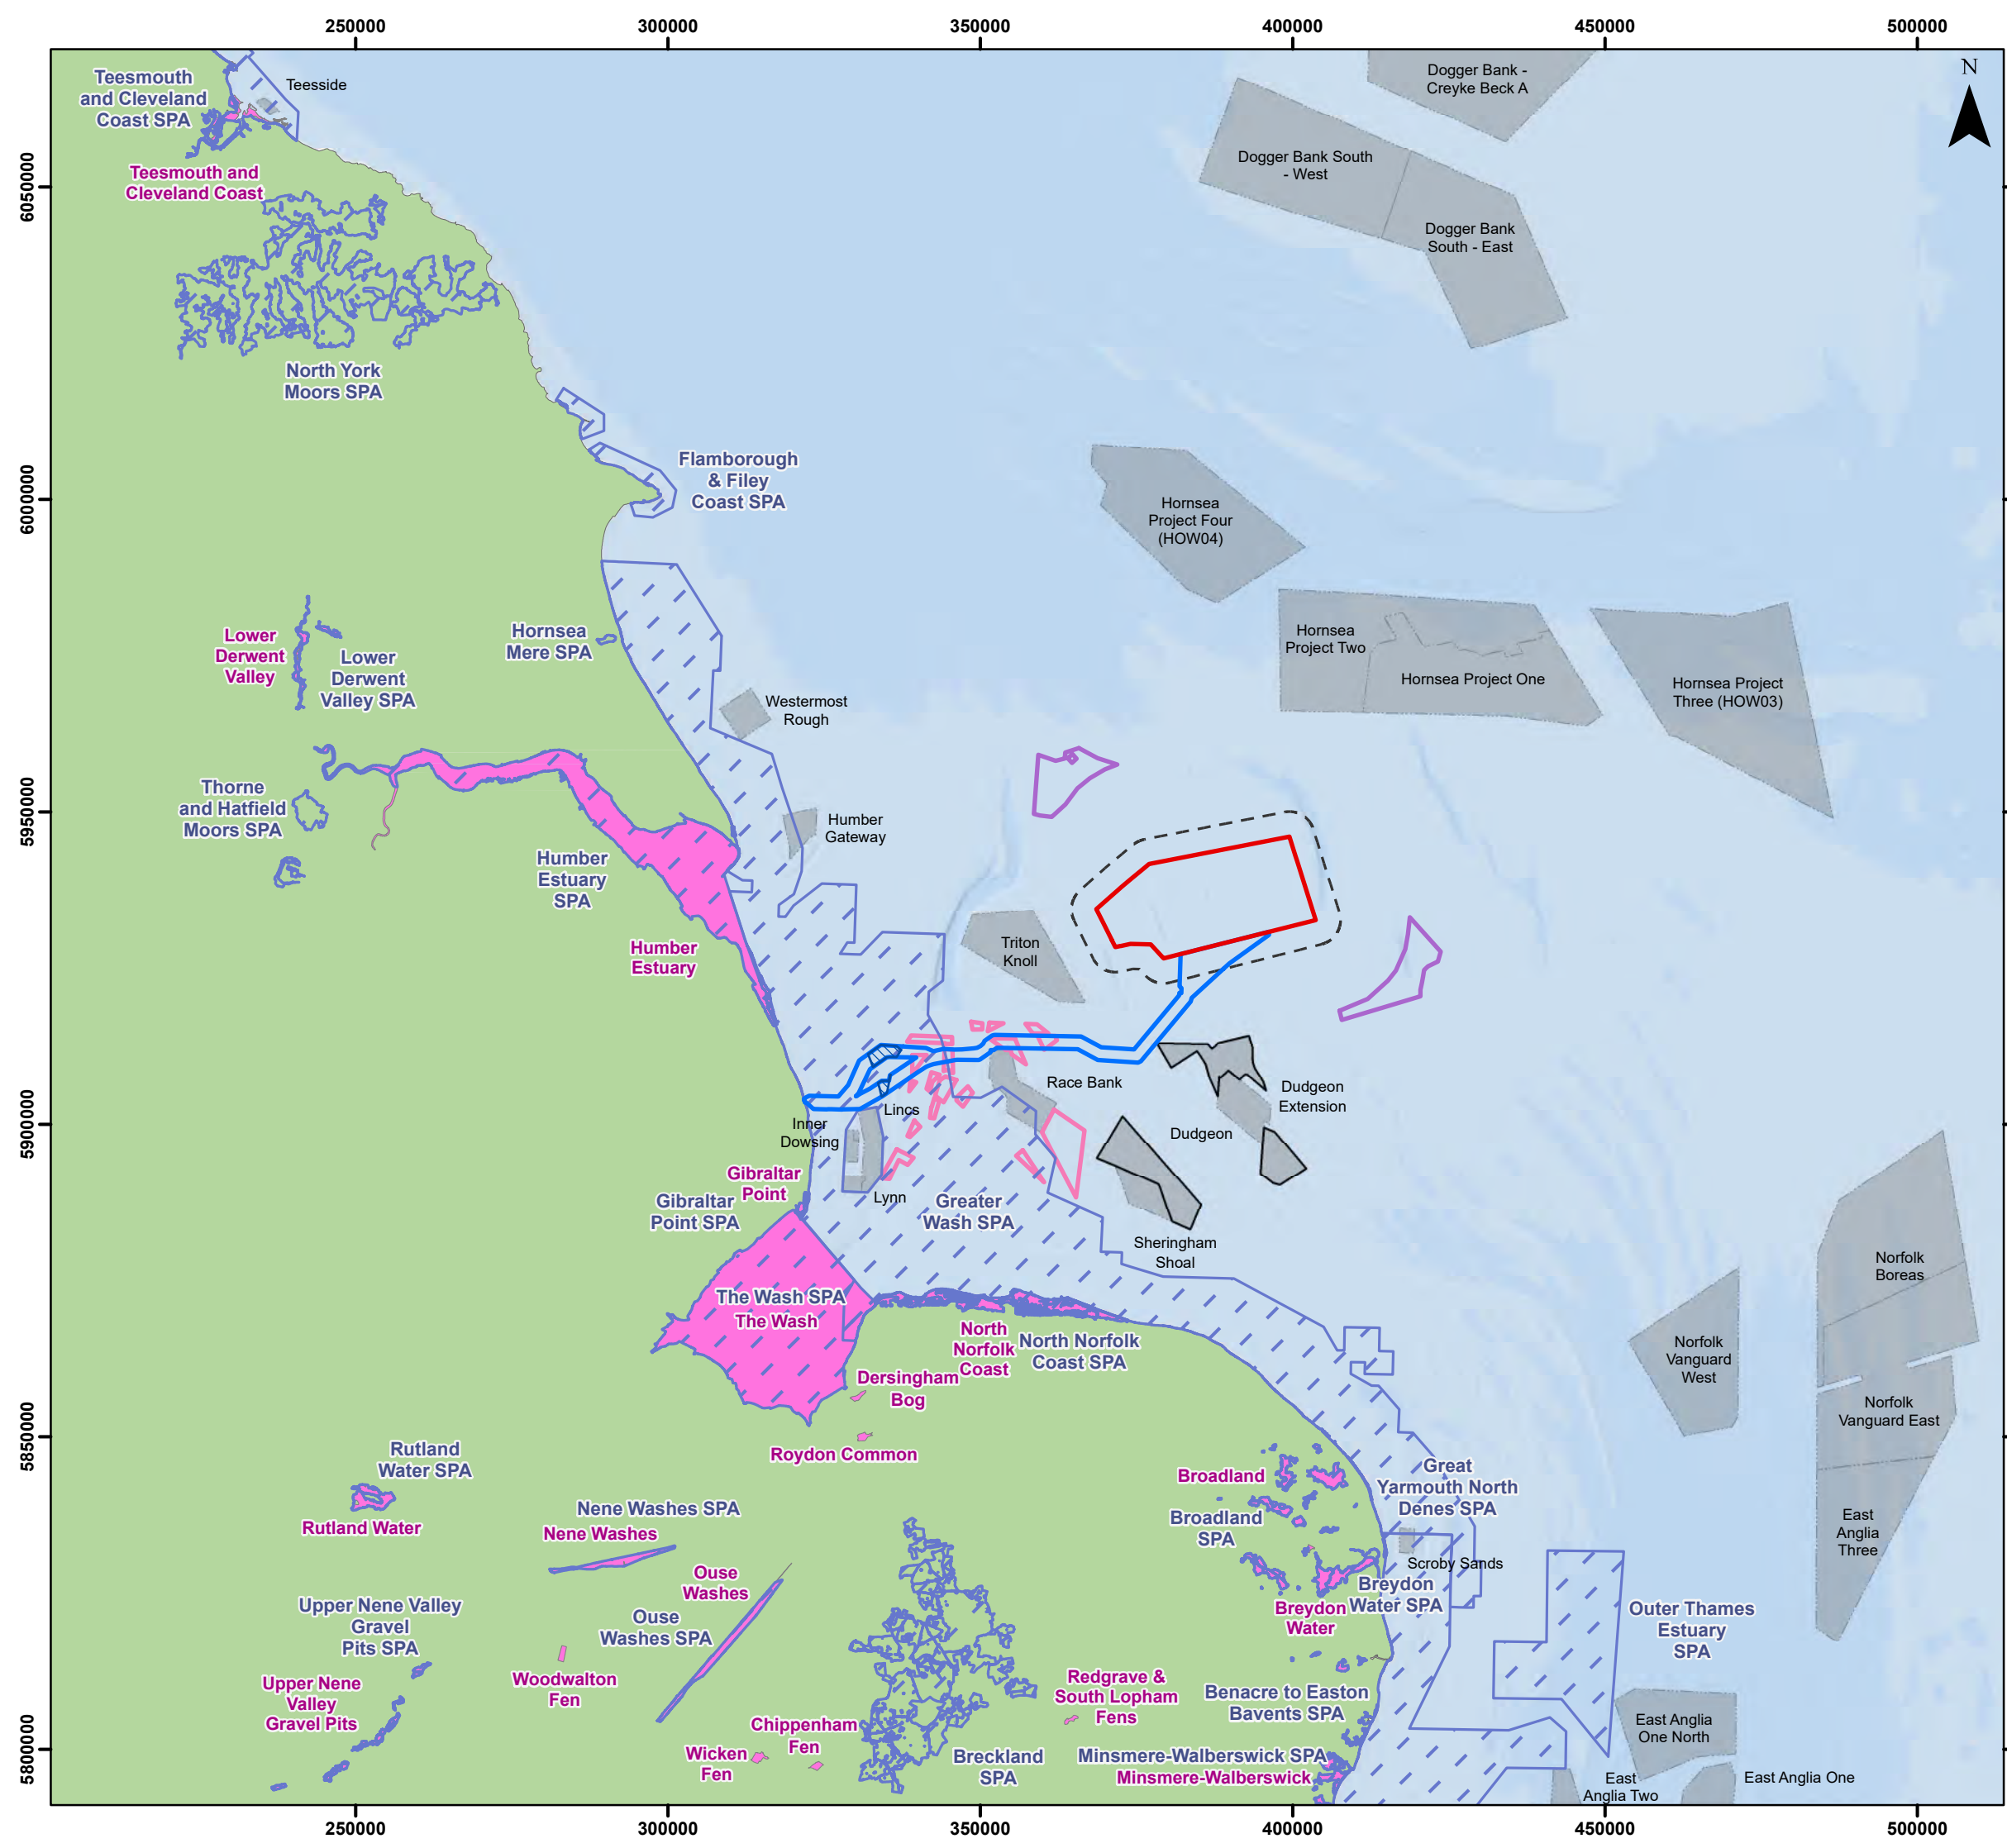 250000
300000
350000
400000
450000
500000
N
Teesmouth
and Cleveland
Coast SPA
Teesside
Teesmouth and
Cleveland Coast
Dogger Bank -
Creyke Beck A
Dogger Bank South
- West
Dogger Bank
South - East
6050000
North York
Moors SPA
Flamborough
& Filey
Coast SPA
6000000
Hornsea
Project Four
(HOW04)
Hornsea
Mere SPA
Lower
Derwent
Valley
Lower
Derwent
Valley SPA
Hornsea
Project Two
Hornsea Project One
Hornsea Project
Three (HOW03)
Westermost
Rough
Thorne
and Hatfield
Moors SPA
5950000
Humber
Gateway
Humber
Estuary
SPA
Humber
Estuary
Triton
Knoll
Race Bank
Dudgeon
Extension
Lincs
Inner
Dowsing
5900000
Dudgeon
Gibraltar
Point
Gibraltar
Point SPA
Lynn
Greater
Wash SPA
Sheringham
Shoal
Norfolk
Boreas
The Wash SPA
The Wash
North
Norfolk
Coast
North Norfolk
Coast SPA
Norfolk
Vanguard
West
Dersingham
Bog
Norfolk
Vanguard East
5850000
Roydon Common
Rutland
Water SPA
Rutland Water
Nene Washes SPA
Nene Washes
Broadland
Broadland
SPA
Great
Yarmouth North
Denes SPA
East
Anglia
Three
Scroby Sands
Ouse
Washes
Ouse
Washes SPA
Breydon
Water SPA
Breydon
Water
Upper Nene Valley
Gravel
Pits SPA
Outer Thames
Estuary
SPA
Upper Nene
Valley
Gravel Pits
Woodwalton
Fen
Redgrave &
South Lopham
Fens
Benacre to Easton
Bavents SPA
Chippenham
Fen
Wicken
Fen
Breckland
SPA
Minsmere-Walberswick SPA
Minsmere-Walberswick
East Anglia
One North
East
Anglia Two
East Anglia One
5800000
250000
300000
350000
400000
450000
500000